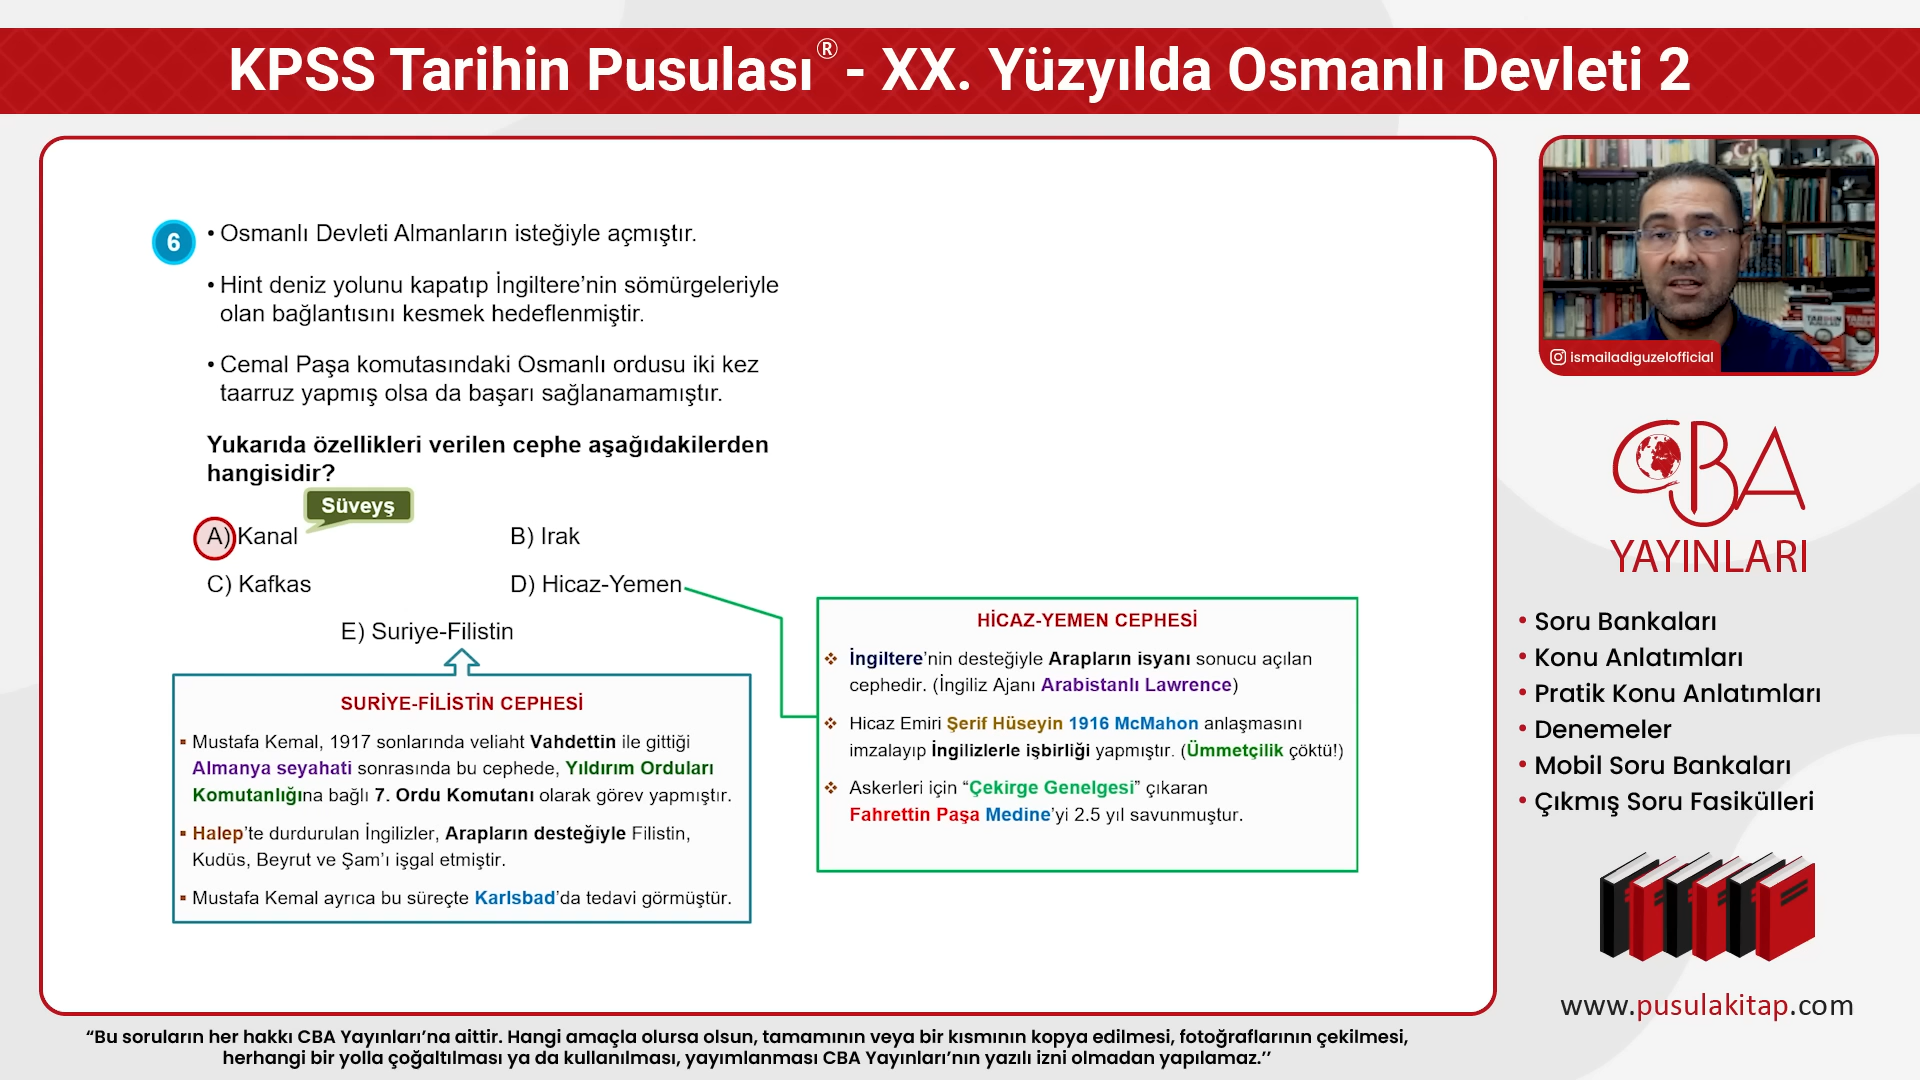 KPSS Tarihin Pusulası® - XX. Yüzyılda Osmanlı Devleti 2
6
• Osmanlı Devleti Almanların isteğiyle açmıştır.
• Hint deniz yolunu kapatıp İngiltere’nin sömürgeleriyle
olan bağlantısını kesmek hedeflenmiştir.
• Cemal Paşa komutasındaki Osmanlı ordusu iki kez
taarruz yapmış olsa da başarı sağlanamamıştır.
Yukarıda özellikleri verilen cephe aşağıdakilerden
hangisidir?
Süveyş
A) Kanal
B) Irak
C) Kafkas
D) Hicaz-Yemen
E) Suriye-Filistin
SURİYE-FİLİSTİN CEPHESİ
▪ Mustafa Kemal, 1917 sonlarında veliaht Vahdettin ile gittiği
Almanya seyahati sonrasında bu cephede, Yıldırım Orduları
Komutanlığına bağlı 7. Ordu Komutanı olarak görev yapmıştır.
▪ Halep’te durdurulan İngilizler, Arapların desteğiyle Filistin,
Kudüs, Beyrut ve Şam’ı işgal etmiştir.
▪ Mustafa Kemal ayrıca bu süreçte Karlsbad’da tedavi görmüştür.
HİCAZ-YEMEN CEPHESİ
❖ İngiltere’nin desteğiyle Arapların isyanı sonucu açılan
cephedir. (İngiliz Ajanı Arabistanlı Lawrence)
❖ Hicaz Emiri Şerif Hüseyin 1916 McMahon anlaşmasını
imzalayıp İngilizlerle işbirliği yapmıştır. (Ümmetçilik çöktü!)
❖ Askerleri için “Çekirge Genelgesi” çıkaran
Fahrettin Paşa Medine’yi 2.5 yıl savunmuştur.
TARİHİN
PUSULASI
ismailadiguzelofficial
CBA
YAYINLARI
• Soru Bankaları
• Konu Anlatımları
• Pratik Konu Anlatımları
• Denemeler
• Mobil Soru Bankaları
• Çıkmış Soru Fasikülleri
www.pusulakitap.com
“Bu soruların her hakkı CBA Yayınları’na aittir. Hangi amaçla olursa olsun, tamamının veya bir kısmının kopya edilmesi, fotoğraflarının çekilmesi,
herhangi bir yolla çoğaltılması ya da kullanılması, yayımlanması CBA Yayınları’nın yazılı izni olmadan yapılamaz.’’